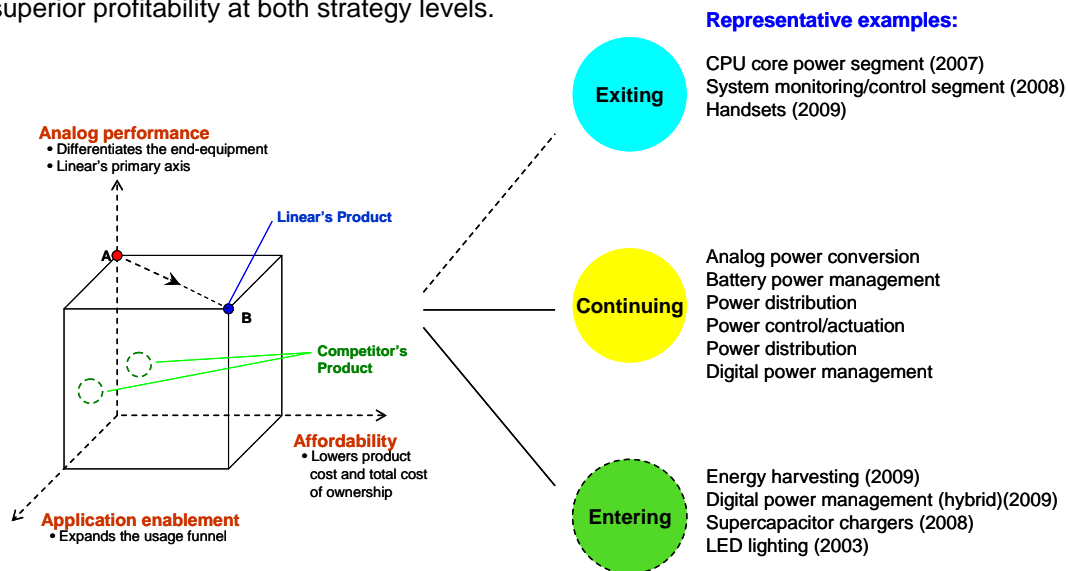 superior profitability at both strategy levels.
Analog performance
• Differentiates the end-equipment
• Linear's primary axis
Linear's Product
A
B
Competitor's
Product
Affordability
• Lowers product
cost and total cost
of ownership
Application enablement
• Expands the usage funnel
Representative examples:
Exiting
CPU core power segment (2007)
System monitoring/control segment (2008)
Handsets (2009)
Continuing
Analog power conversion
Battery power management
Power distribution
Power control/actuation
Power distribution
Digital power management
Entering
Energy harvesting (2009)
Digital power management (hybrid)(2009)
Supercapacitor chargers (2008)
LED lighting (2003)